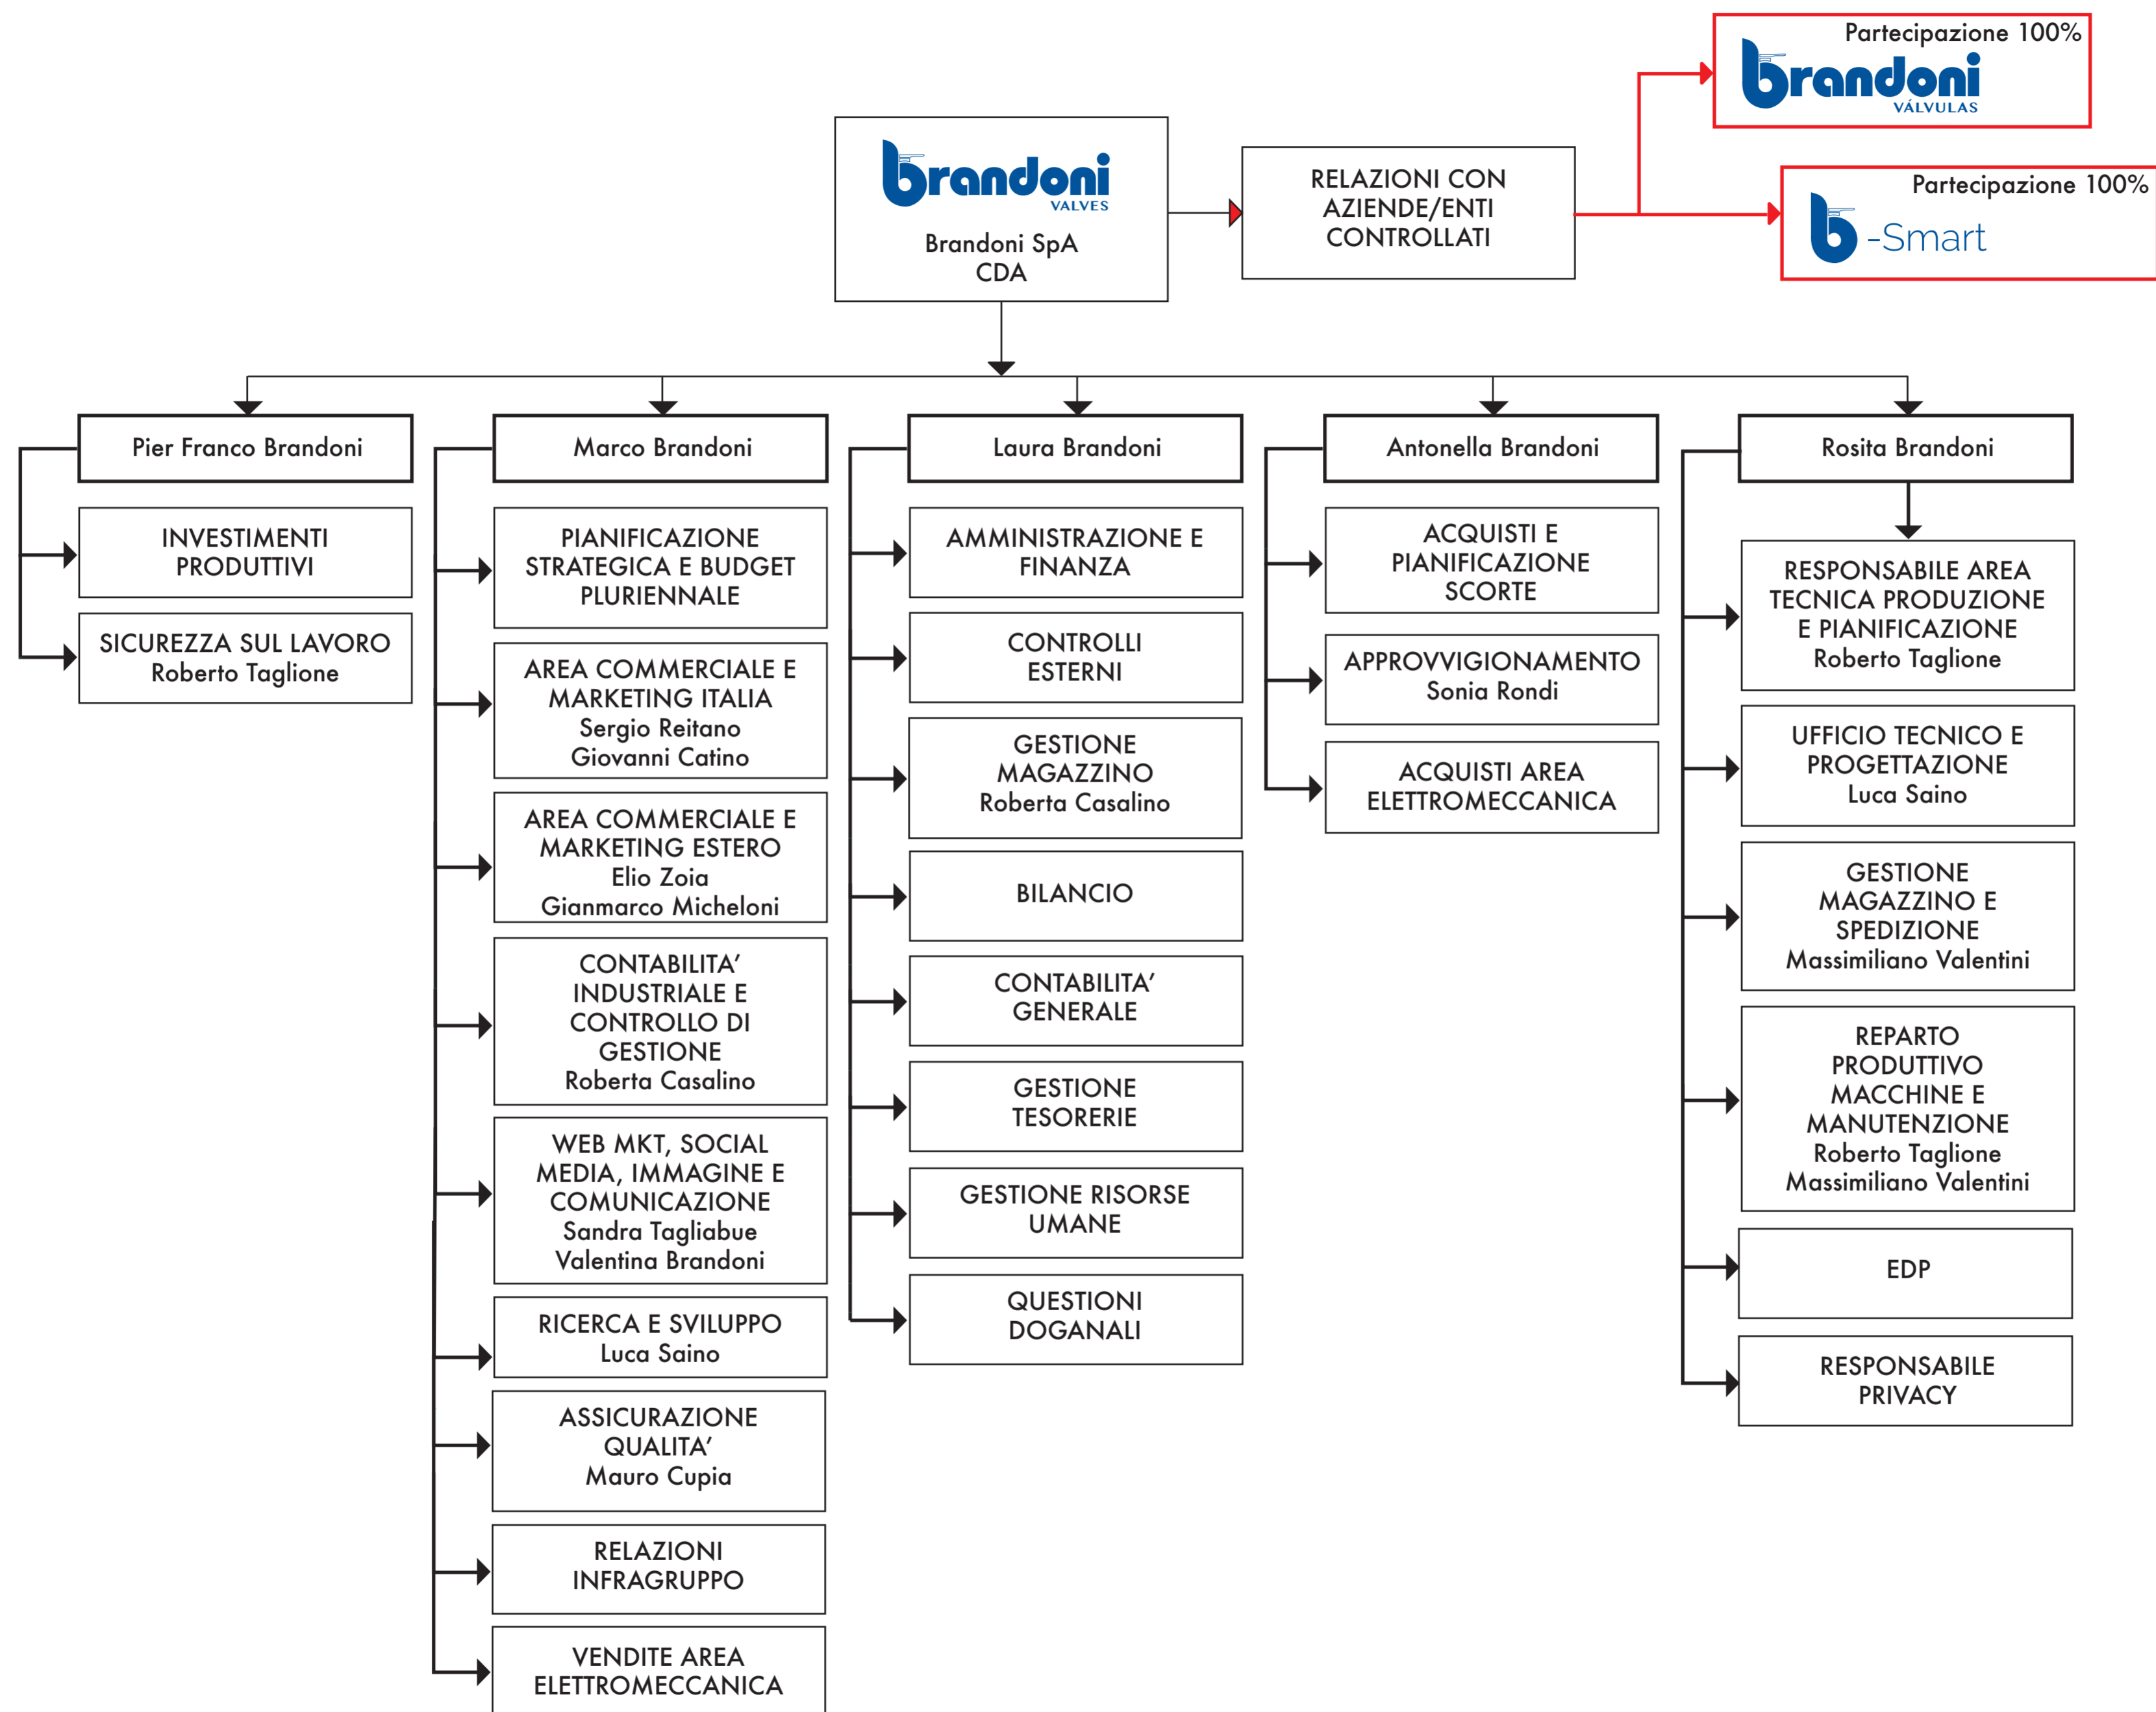 Partecipazione 100%
brandoni
VÁLVULAS
brandoni
VALVES
Brandoni SpA
CDA
RELAZIONI CON
AZIENDE/ENTI
CONTROLLATI
Partecipazione 100%
b-Smart
Pier Franco Brandoni
INVESTIMENTI
PRODUTTIVI
SICUREZZA SUL LAVORO
Roberto Taglione
Marco Brandoni
PIANIFICAZIONE
STRATEGICA E BUDGET
PLURIENNALE
AREA COMMERCIALE E
MARKETING ITALIA
Sergio Reitano
Giovanni Catino
AREA COMMERCIALE E
MARKETING ESTERO
Elio Zoia
Gianmarco Micheloni
CONTABILITA'
INDUSTRIALE E
CONTROLLO DI
GESTIONE
Roberta Casalino
WEB MKT, SOCIAL
MEDIA, IMMAGINE E
COMUNICAZIONE
Sandra Tagliabue
Valentina Brandoni
RICERCA E SVILUPPO
Luca Saino
ASSICURAZIONE
QUALITA'
Mauro Cupia
RELAZIONI
INFRAGRUPPO
VENDITE AREA
ELETTROMECCANICA
Laura Brandoni
AMMINISTRAZIONE E
FINANZA
CONTROLLI
ESTERNI
GESTIONE
MAGAZZINO
Roberta Casalino
BILANCIO
CONTABILITA'
GENERALE
GESTIONE
TESORERIE
GESTIONE RISORSE
UMANE
QUESTIONI
DOGANALI
Antonella Brandoni
ACQUISTI E
PIANIFICAZIONE
SCORTE
APPROVVIGIONAMENTO
Sonia Rondi
ACQUISTI AREA
ELETTROMECCANICA
Rosita Brandoni
RESPONSABILE AREA
TECNICA PRODUZIONE
E PIANIFICAZIONE
Roberto Taglione
UFFICIO TECNICO E
PROGETTAZIONE
Luca Saino
GESTIONE
MAGAZZINO E
SPEDIZIONE
Massimiliano Valentini
REPARTO
PRODUTTIVO
MACCHINE E
MANUTENZIONE
Roberto Taglione
Massimiliano Valentini
EDP
RESPONSABILE
PRIVACY